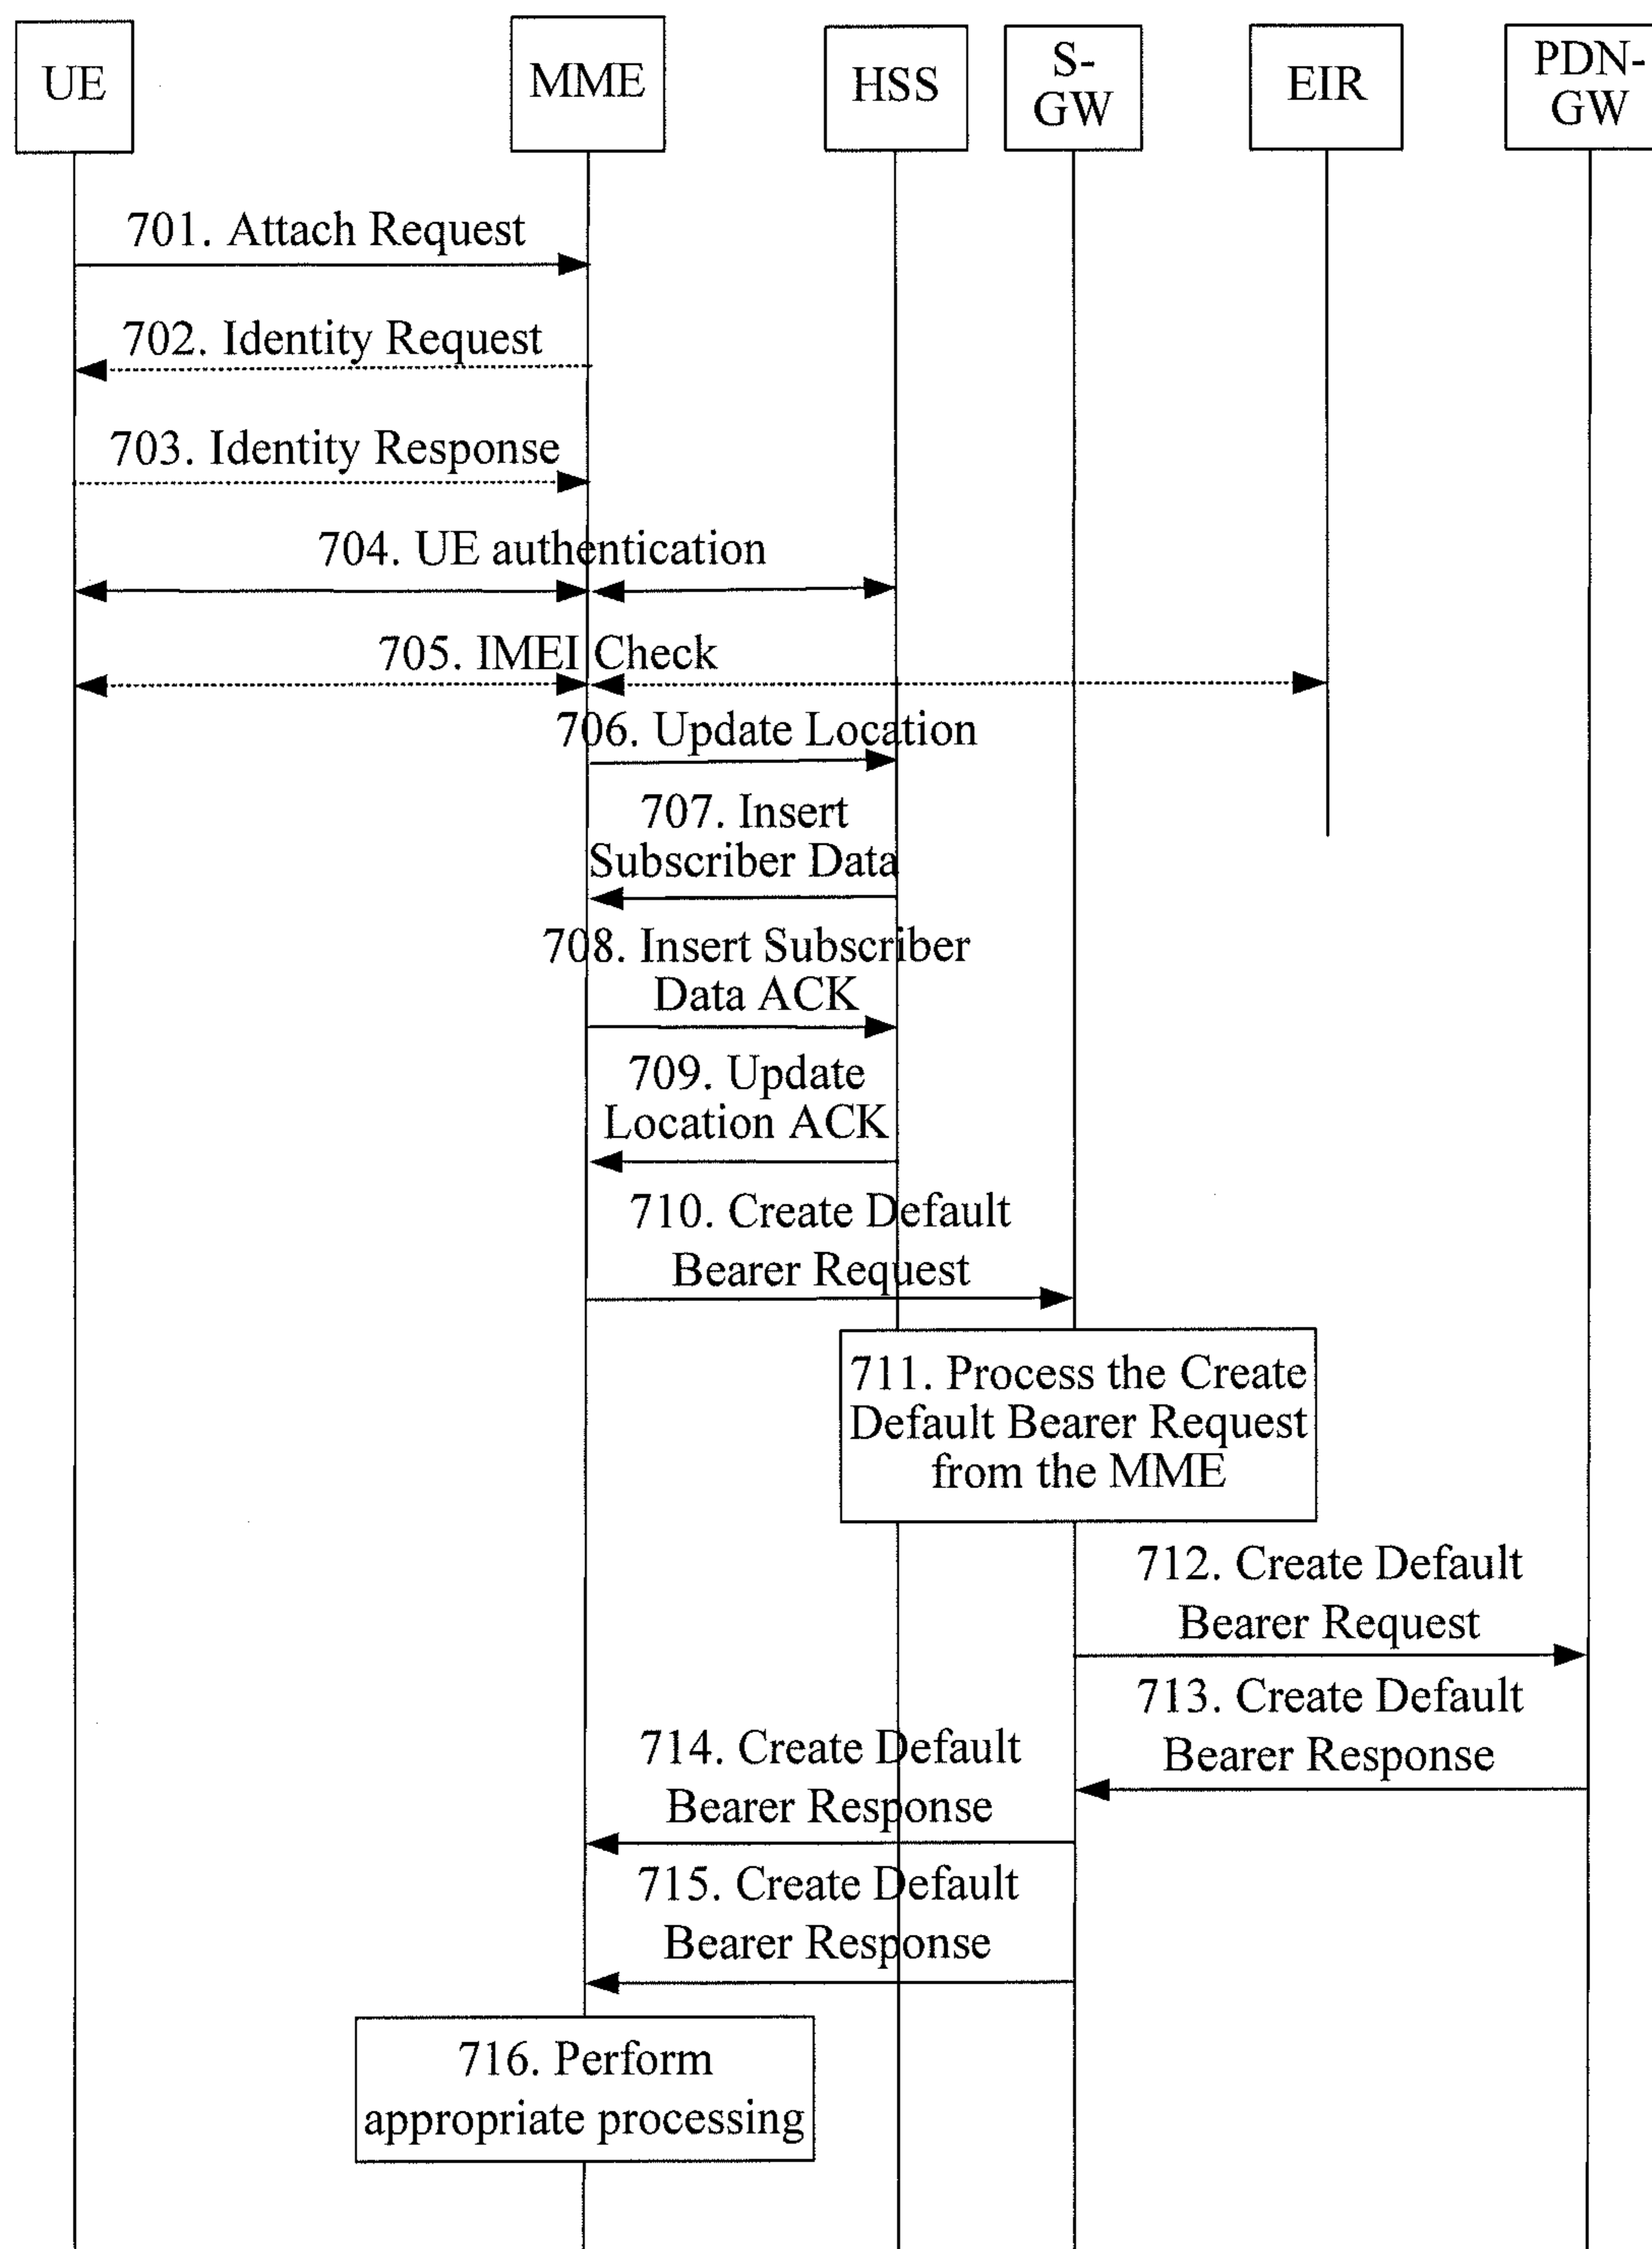 UE
MME
HSS
S-
GW
EIR
PDN-
GW
701. Attach Request
702. Identity Request
703. Identity Response
704. UE authentication
705. IMEI Check
706. Update Location
707. Insert
Subscriber Data
708. Insert Subscriber
Data ACK
709. Update
Location ACK
710. Create Default
Bearer Request
711. Process the Create
Default Bearer Request
from the MME
712. Create Default
Bearer Request
713. Create Default
Bearer Response
714. Create Default
Bearer Response
715. Create Default
Bearer Response
716. Perform
appropriate processing